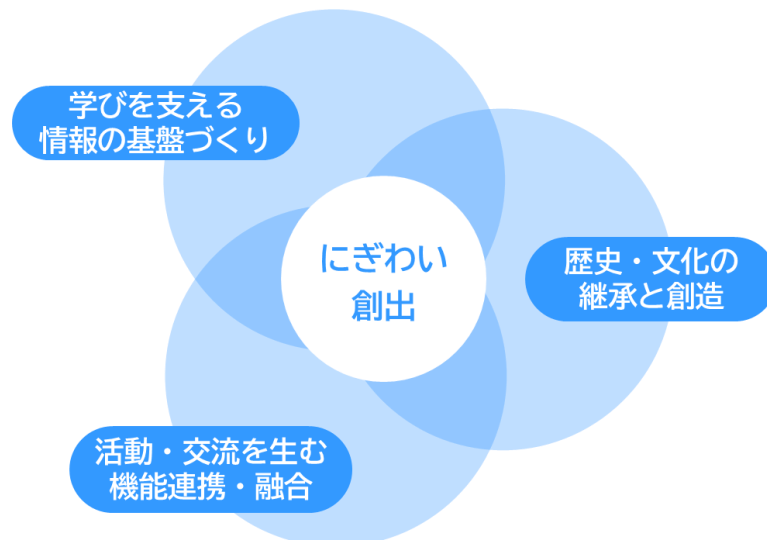 学びを支える
情報の基盤づくり
にぎわい
創出
歴史・文化の
継承と創造
活動・交流を生む
機能連携・融合